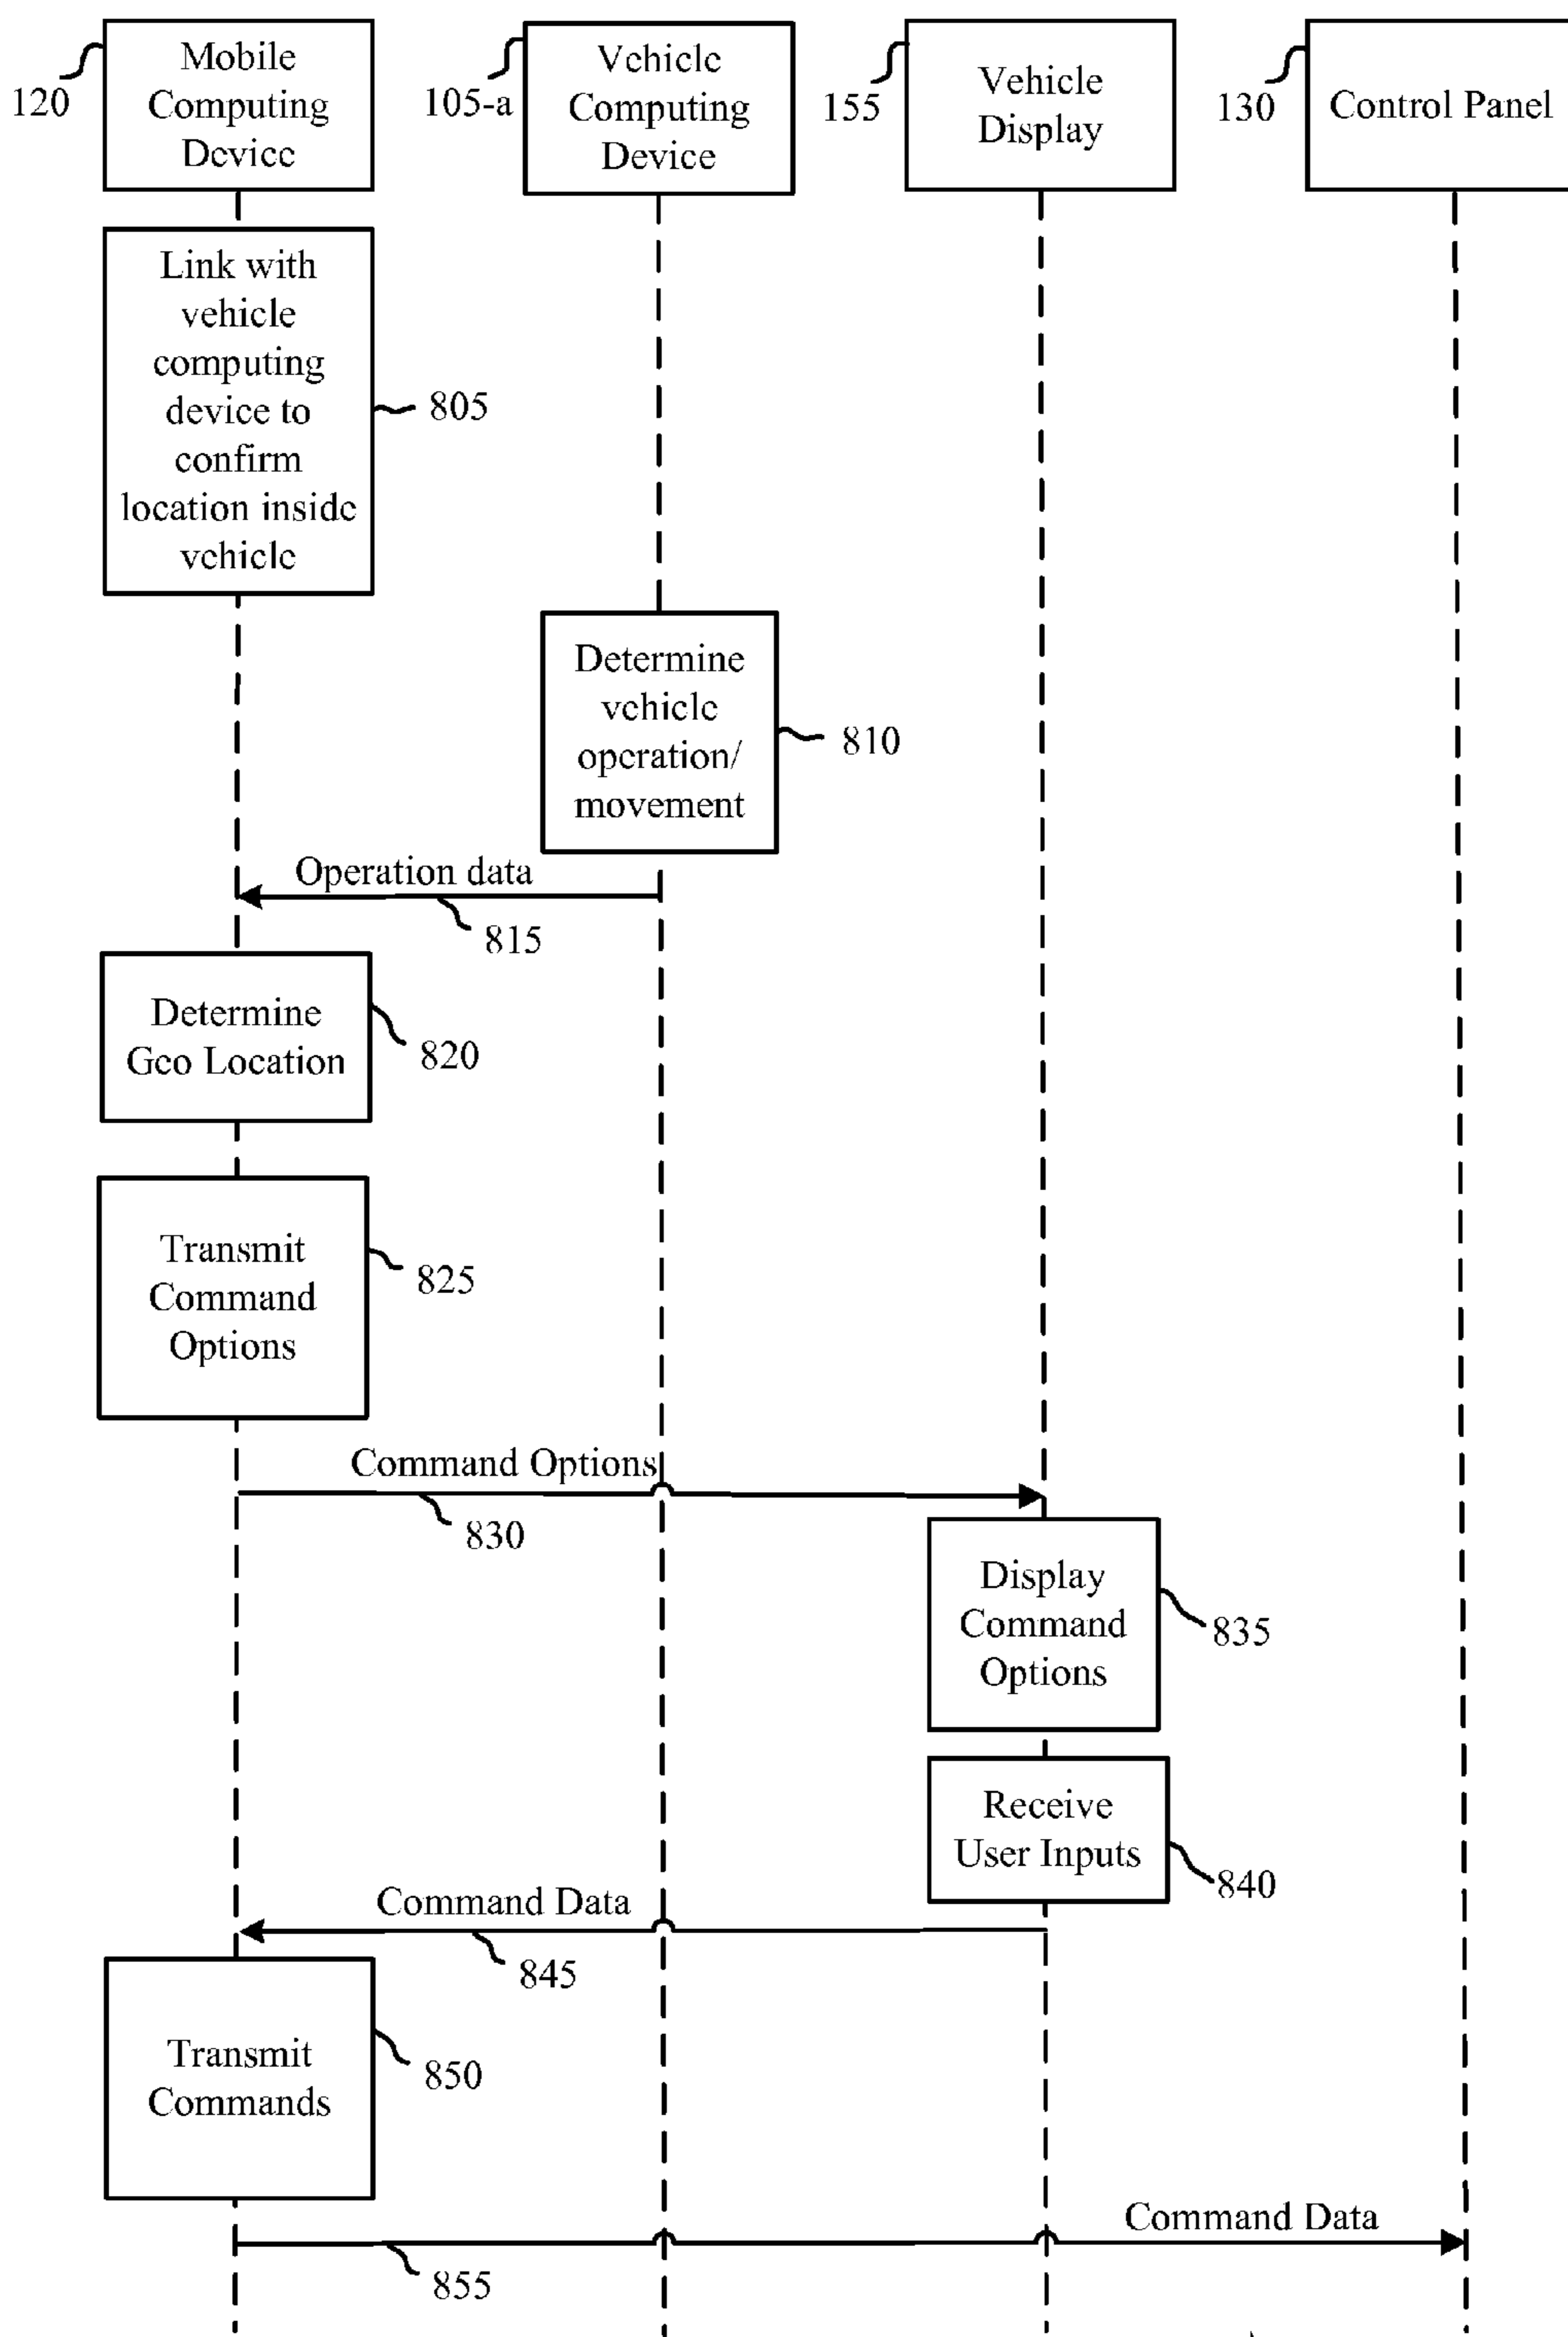 Mobile
Computing
Device
120
Vehicle
Computing
Device
105-a
Vehicle
Display
155
Control Panel
130
Link with
vehicle
computing
device to
confirm
location inside
vehicle
805
Determine
vehicle
operation/
movement
810
Operation data
815
Determine
Geo Location
820
Transmit
Command
Options
825
Command Options
830
Display
Command
Options
835
Receive
User Inputs
840
Command Data
845
Transmit
Commands
850
Command Data
855